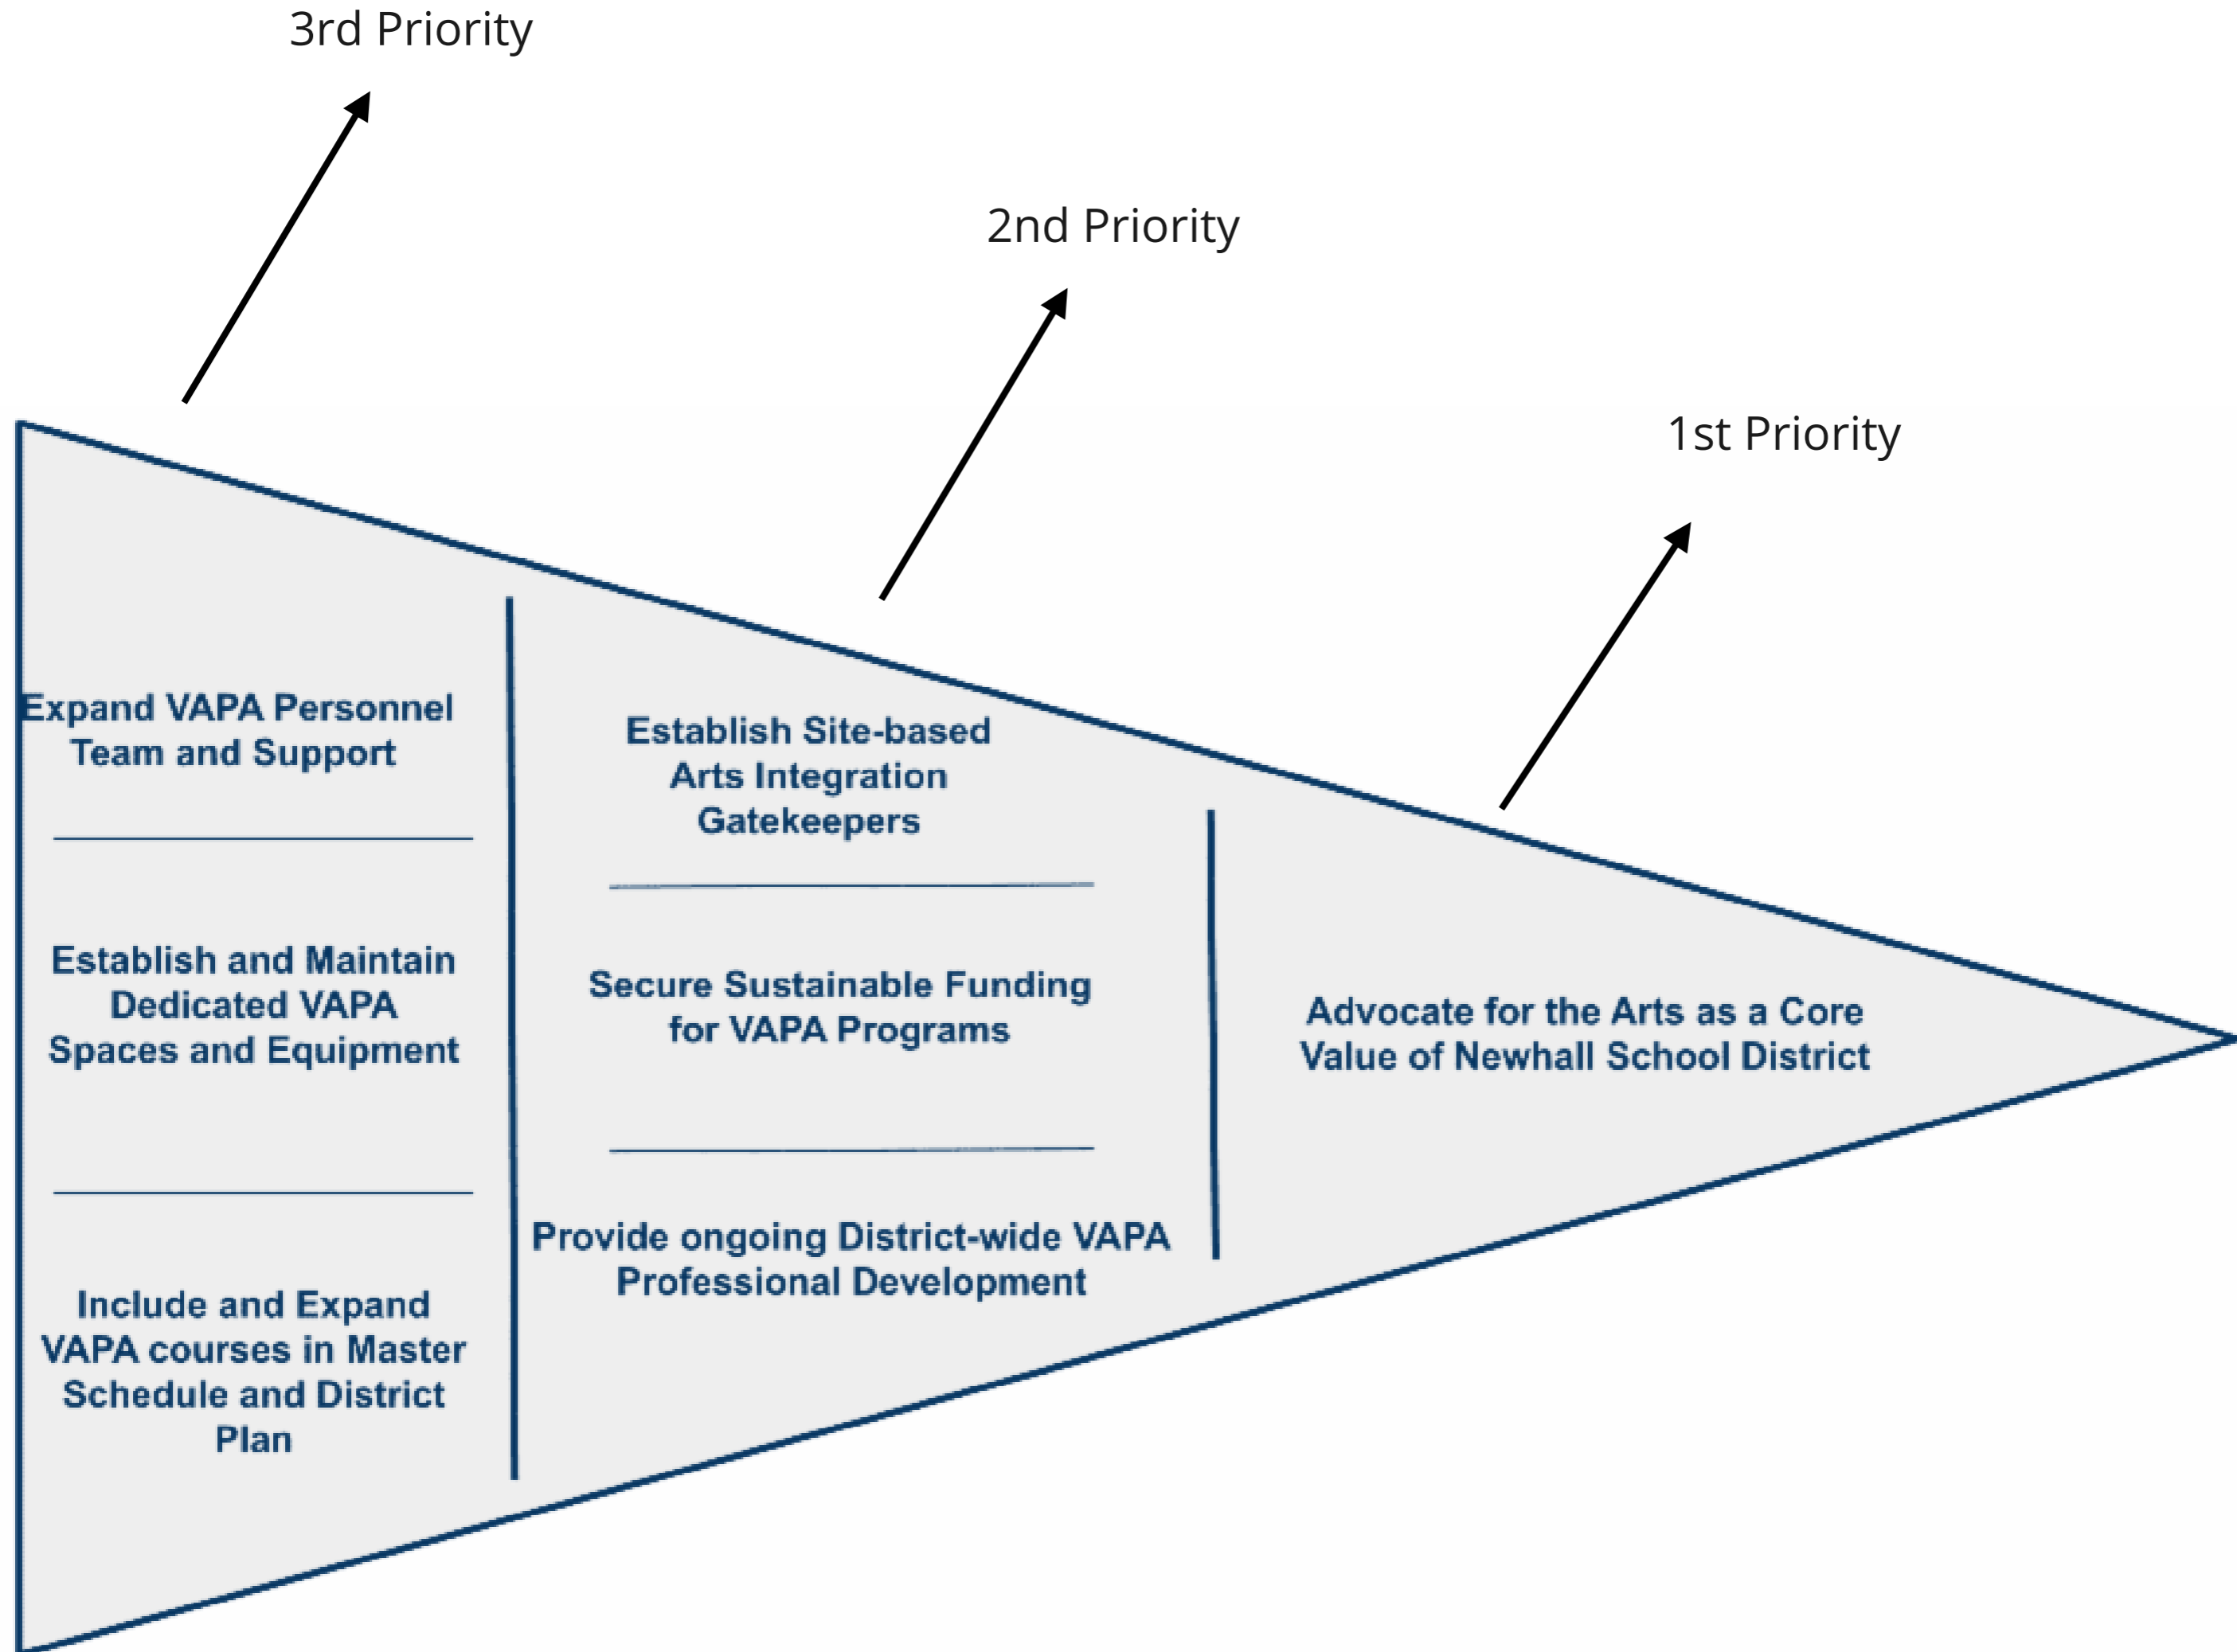 3rd Priority
2nd Priority
1st Priority
Expand VAPA Personnel
Team and Support
Establish and Maintain
Dedicated VAPA
Spaces and Equipment
Include and Expand
VAPA courses in Master
Schedule and District
Plan
Establish Site-based
Arts Integration
Gatekeepers
Secure Sustainable Funding
for VAPA Programs
Provide ongoing District-wide VAPA
Professional Development
Advocate for the Arts as a Core
Value of Newhall School District